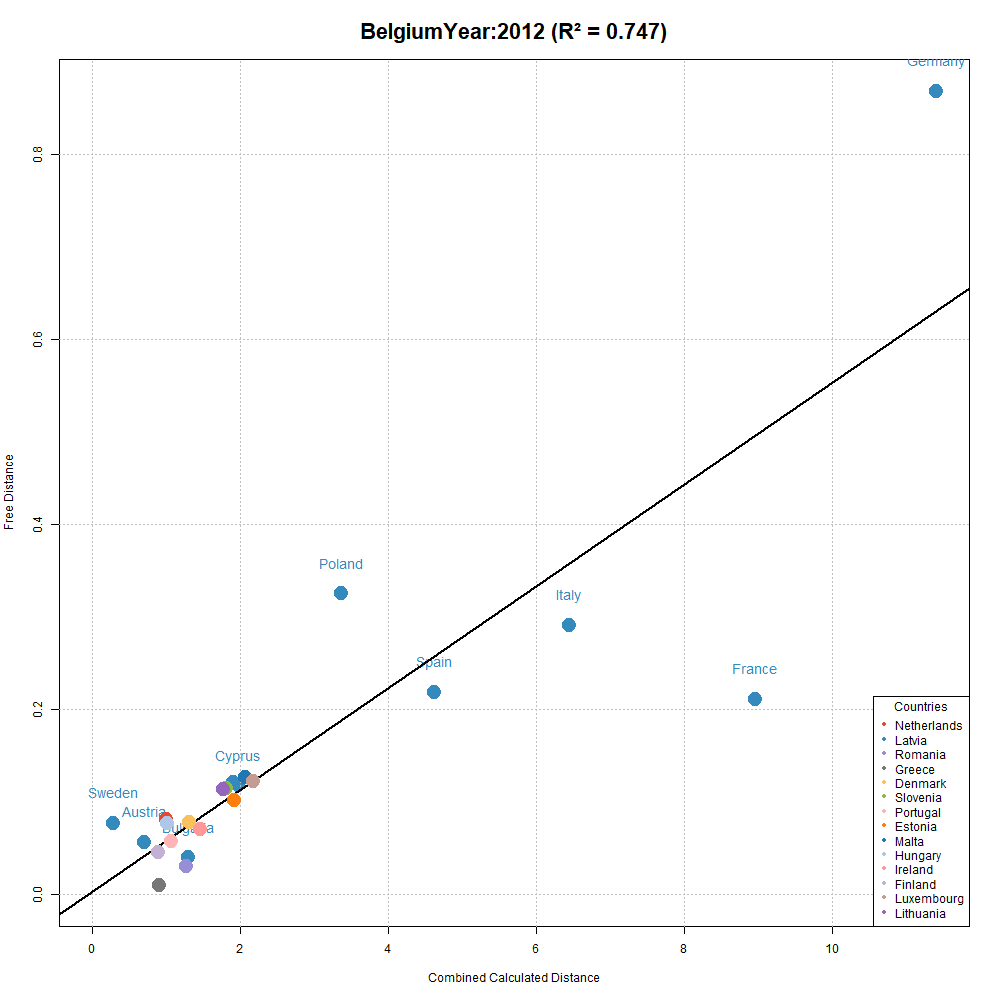 BelgiumYear:2012 (R² = 0.747)
Germany
0.8
0.6
Free Distance
0.4
Poland
Italy
Spain
France
0.2
Countries
Netherlands
Latvia
Romania
Greece
Denmark
Slovenia
Portugal
Estonia
Malta
Hungary
Ireland
Finland
Luxembourg
Lithuania
Cyprus
Sweden
Austria
Bulgaria
0.0
0 2 4 6 8 10
Combined Calculated Distance